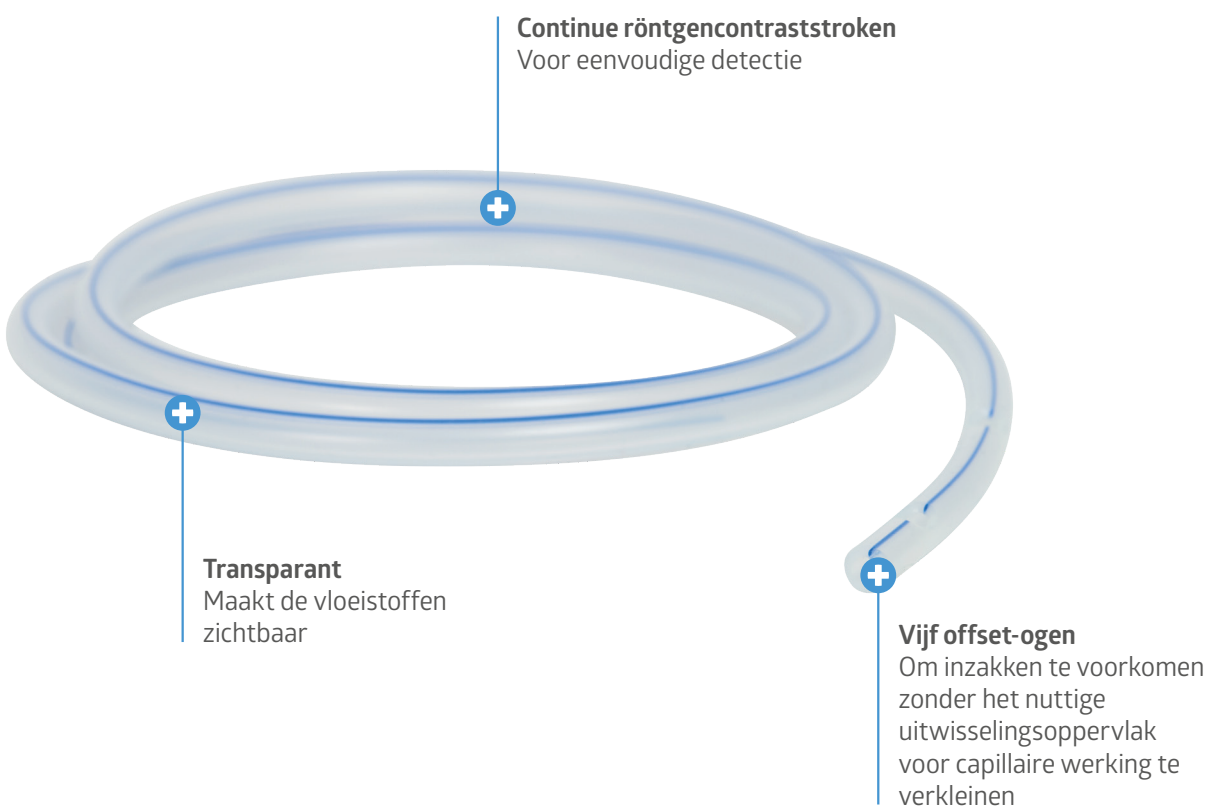 Continue röntgencontraststroken
Voor eenvoudige detectie
Transparant
Maakt de vloeistoffen
zichtbaar
Vijf offset-ogen
Om inzakken te voorkomen
zonder het nuttige
uitwisselingsoppervlak
voor capillaire werking te
verkleinen